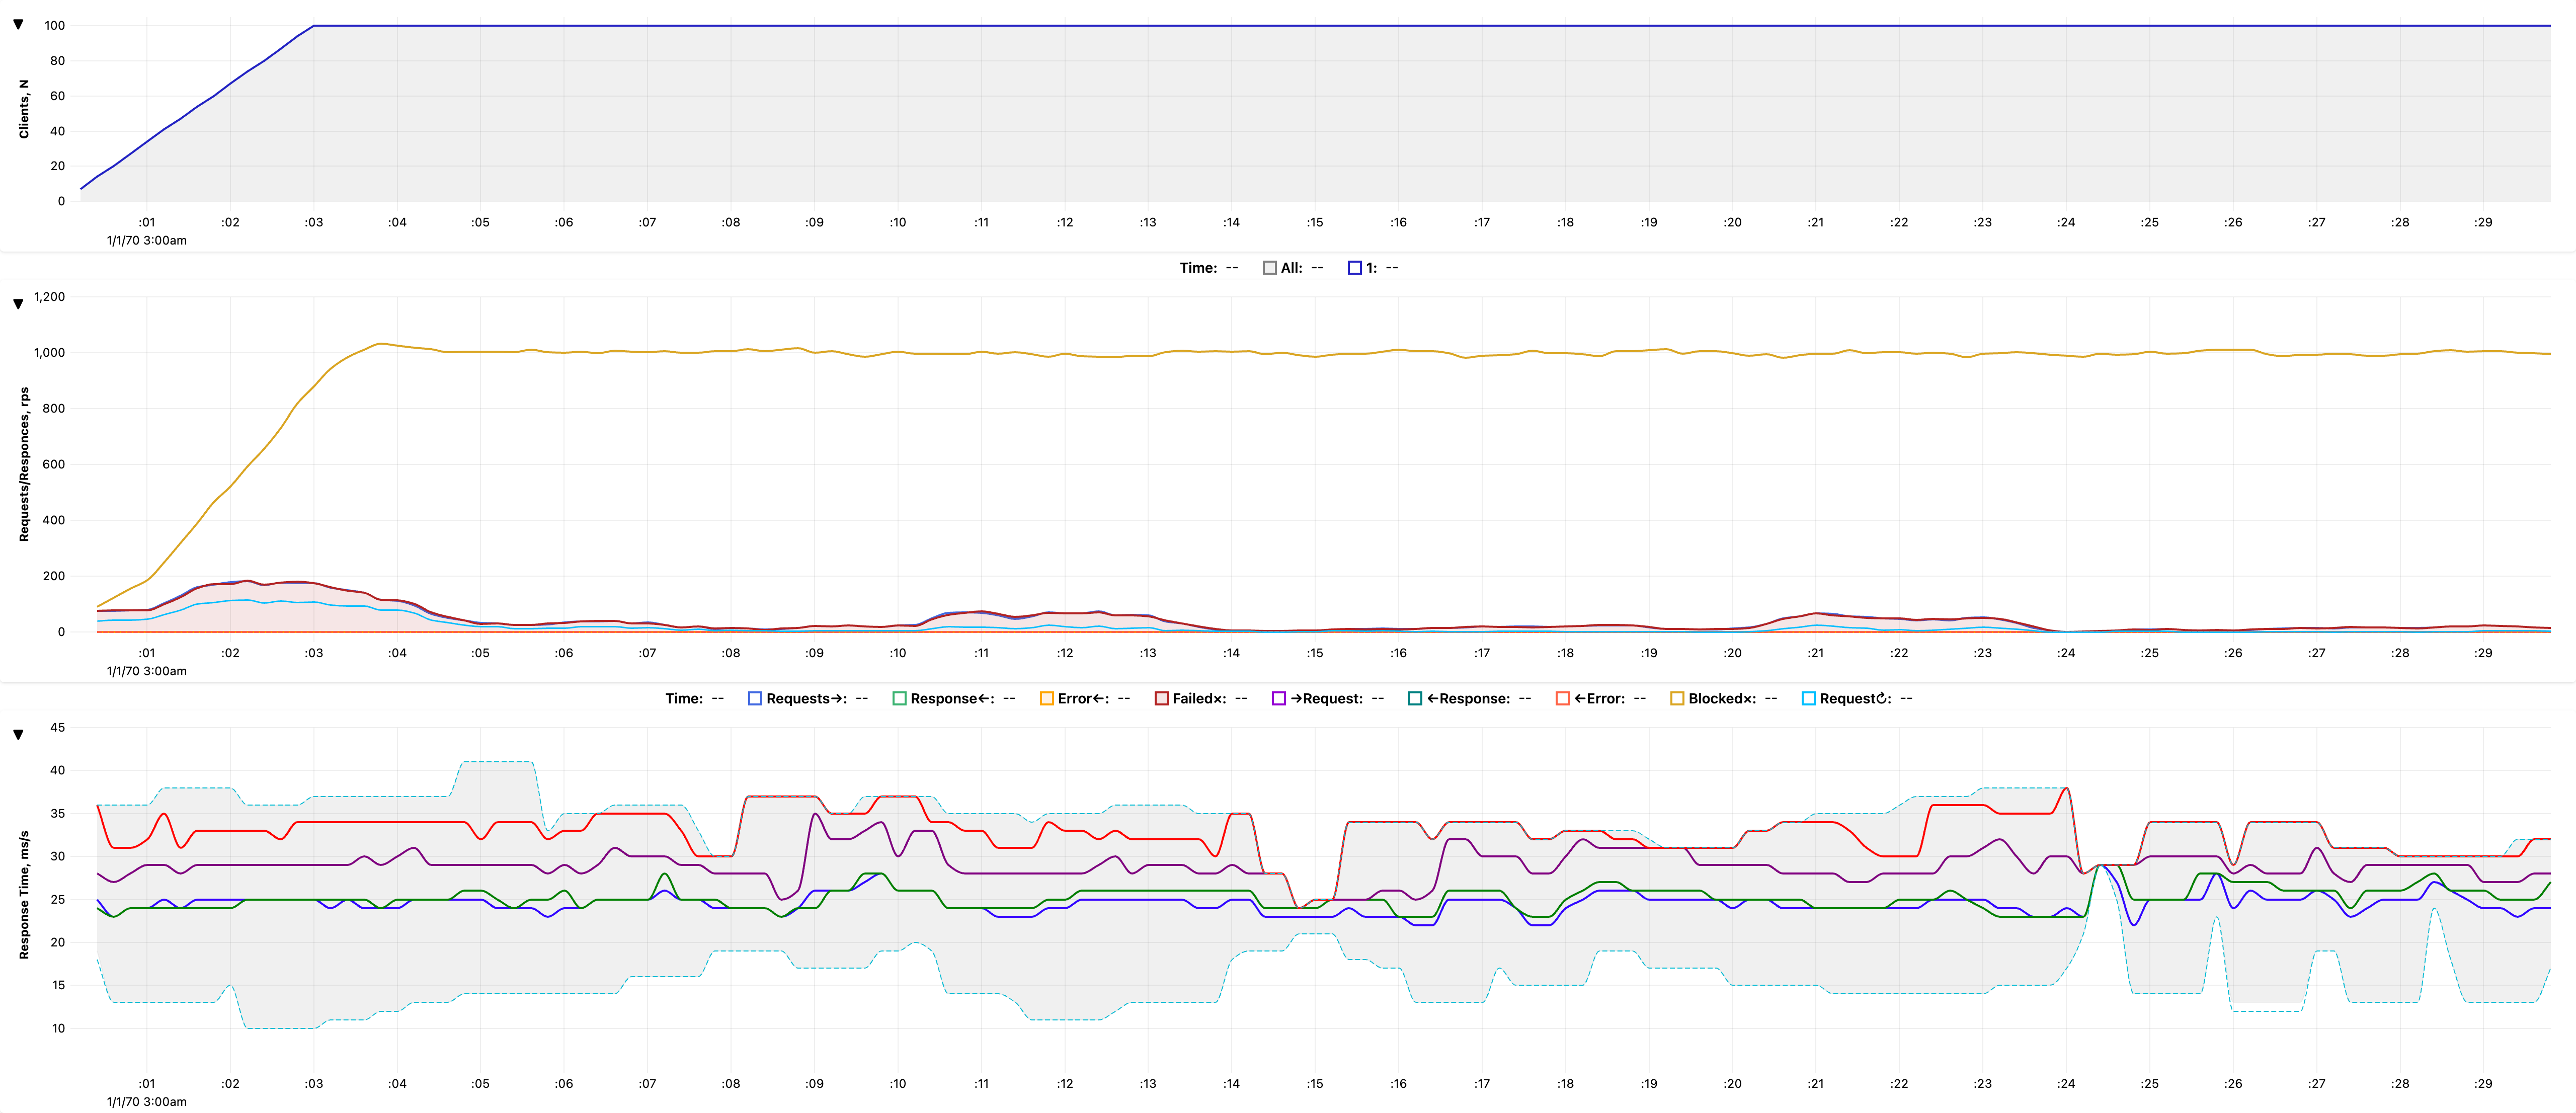 ▼
Clients, N
100
80
60
40
20
0
:01 :02 :03 :04 :05 :06 :07 :08 :09 :10 :11 :12 :13 :14 :15 :16 :17 :18 :19 :20 :21 :22 :23 :24 :25 :26 :27 :28 :29
1/1/70 3:00am
Time: -- All: -- 1: --
▼
Requests/Responces, rps
1,200
1,000
800
600
400
200
0
:01 :02 :03 :04 :05 :06 :07 :08 :09 :10 :11 :12 :13 :14 :15 :16 :17 :18 :19 :20 :21 :22 :23 :24 :25 :26 :27 :28 :29
1/1/70 3:00am
Time: -- Requests→: -- Response←: -- Error←: -- Failed×: -- →Request: -- ←Response: -- ←Error: -- Blocked×: -- Request↻: --
▼
Response Time, ms/s
45
40
35
30
25
20
15
10
:01 :02 :03 :04 :05 :06 :07 :08 :09 :10 :11 :12 :13 :14 :15 :16 :17 :18 :19 :20 :21 :22 :23 :24 :25 :26 :27 :28 :29
1/1/70 3:00am